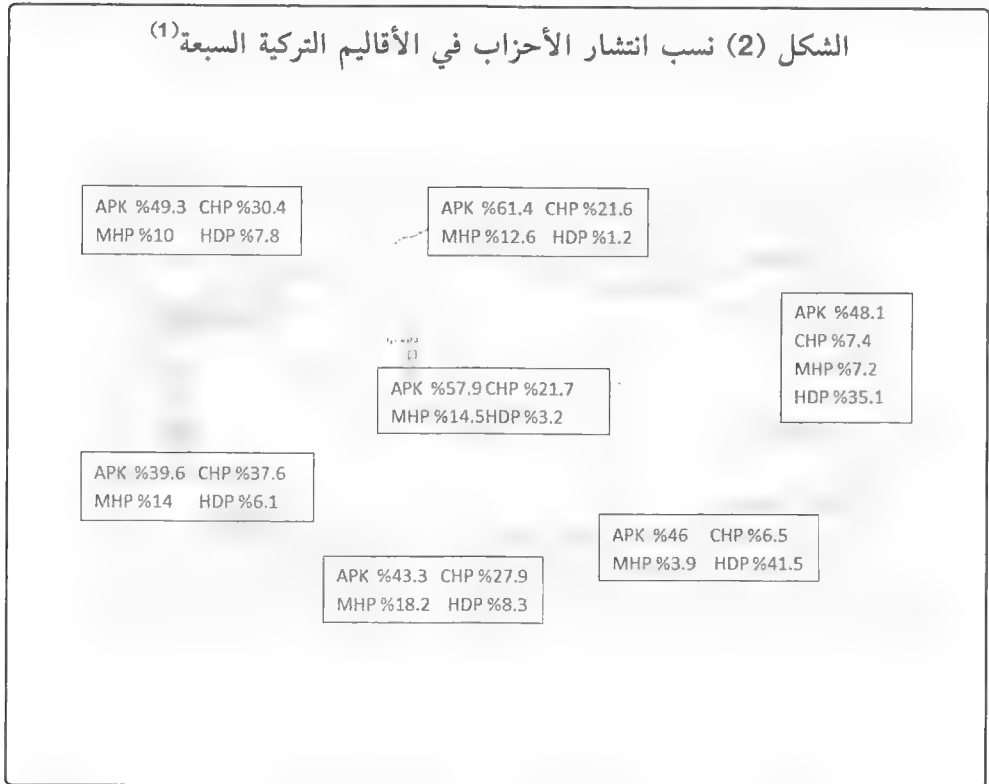 الشكل (2) نسب انتشار الأحزاب في الأقاليم التركية السبعة(1)
APK %49.3 CHP %30.4
MHP %10 HDP %7.8
APK %61.4 CHP %21.6
MHP %12.6 HDP %1.2
APK %48.1
CHP %7.4
MHP %7.2
HDP %35.1
APK %57.9 CHP %21.7
MHP %14.5HDP %3.2
APK %39.6 CHP %37.6
MHP %14 HDP %6.1
APK %46 CHP %6.5
MHP %3.9 HDP %41.5
APK %43.3 CHP %27.9
MHP %18.2 HDP %8.3